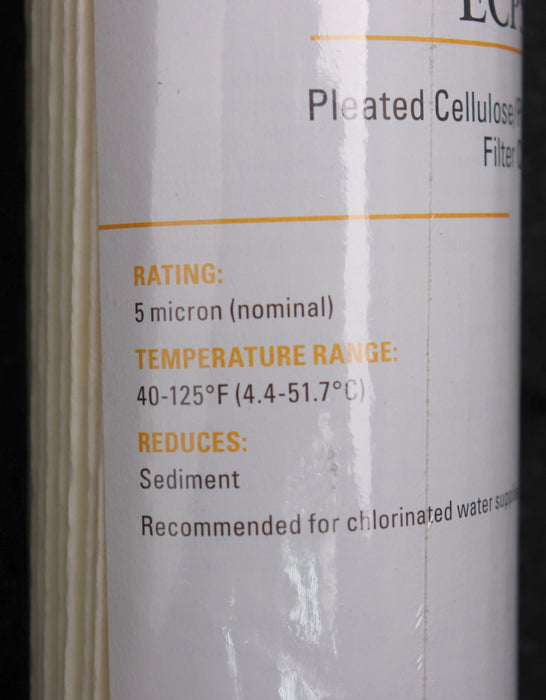 Pleated Cellulose
Filter
RATING:
5 micron (nominal)
TEMPERATURE RANGE:
40-125°F (4.4-51.7°C)
REDUCES:
Sediment
Recommended for chlorinated water